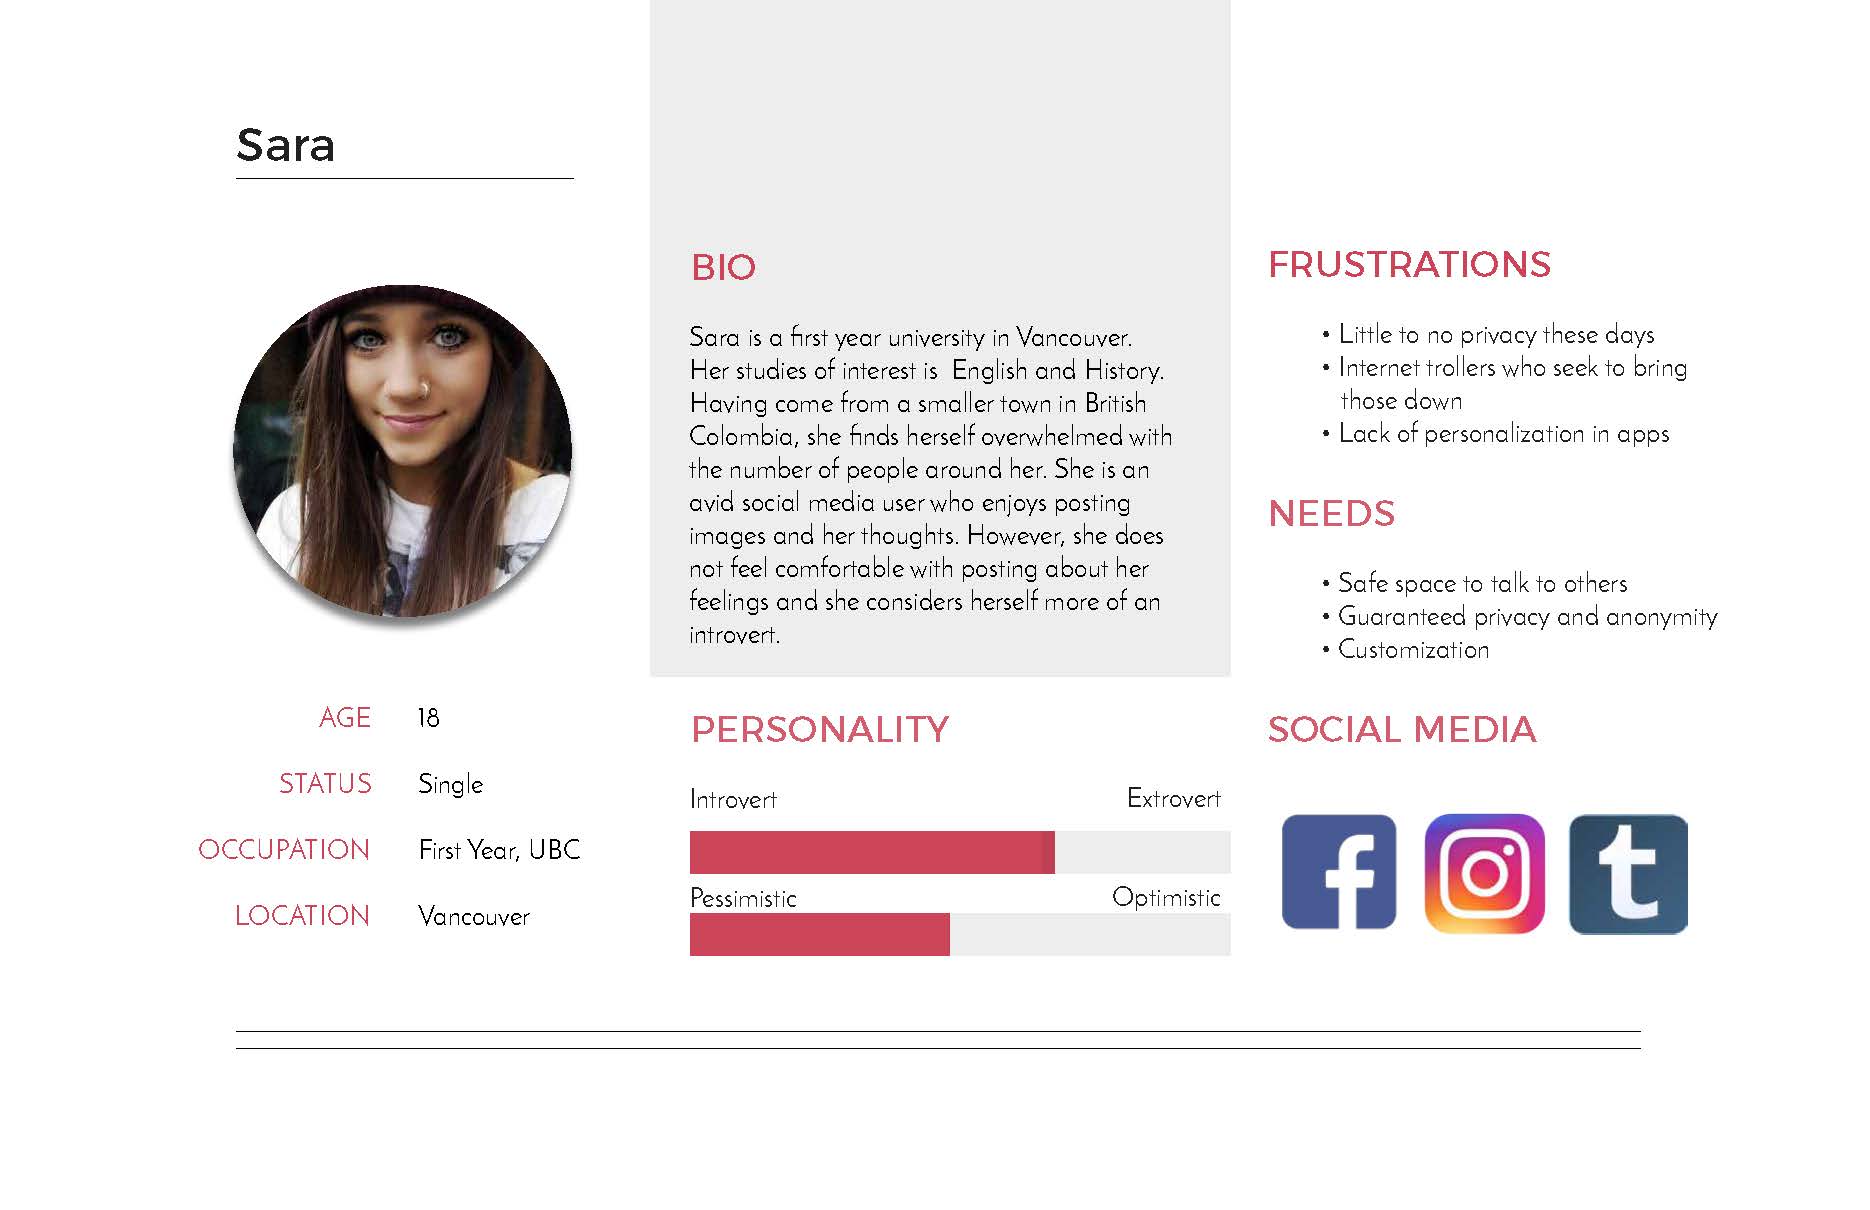 Sara
AGE 18
STATUS Single
OCCUPATION First Year, UBC
LOCATION Vancouver
BIO
Sara is a first year university in Vancouver.
Her studies of interest is  English and History.
Having come from a smaller town in British
Colombia, she finds herself overwhelmed with
the number of people around her. She is an
avid social media user who enjoys posting
images and her thoughts. However, she does
not feel comfortable with posting about her
feelings and she considers herself more of an
introvert.
PERSONALITY
Introvert Extrovert
Pessimistic Optimistic
FRUSTRATIONS
• Little to no privacy these days
• Internet trollers who seek to bring
those down
• Lack of personalization in apps
NEEDS
• Safe space to talk to others
• Guaranteed privacy and anonymity
• Customization
SOCIAL MEDIA
f t